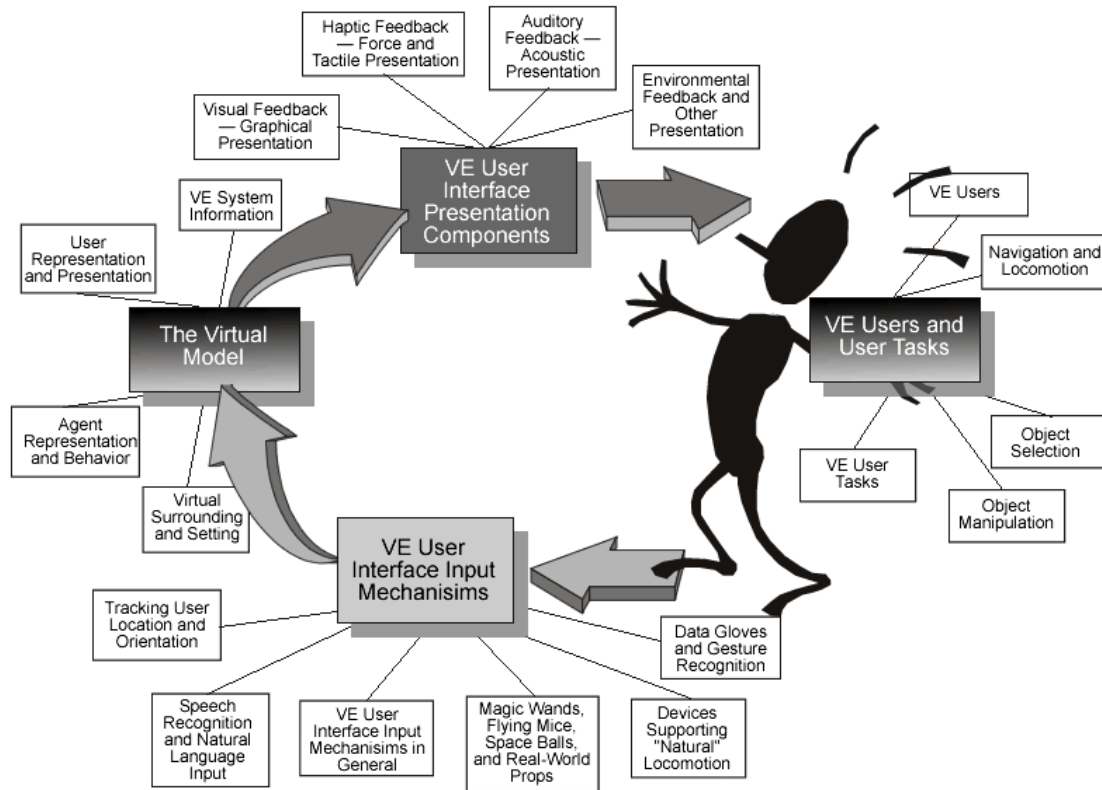 Haptic Feedback
— Force and
Tactile Presentation
Auditory
Feedback —
Acoustic
Presentation
Environmental
Feedback and
Other
Presentation
Visual Feedback
— Graphical
Presentation
VE User
Interface
Presentation
Components
VE System
Information
User
Representation
and Presentation
The Virtual
Model
Agent
Representation
and Behavior
Virtual
Surrounding
and Setting
VE Users
Navigation and
Locomotion
VE Users and
User Tasks
Object
Selection
VE User
Tasks
Object
Manipulation
VE User
Interface Input
Mechanisims
Tracking User
Location and
Orientation
Data Gloves
and Gesture
Recognition
Speech
Recognition
and Natural
Language
Input
VE User
Interface Input
Mechanisims in
General
Magic Wands,
Flying Mice,
Space Balls,
and Real-World
Props
Devices
Supporting
"Natural"
Locomotion